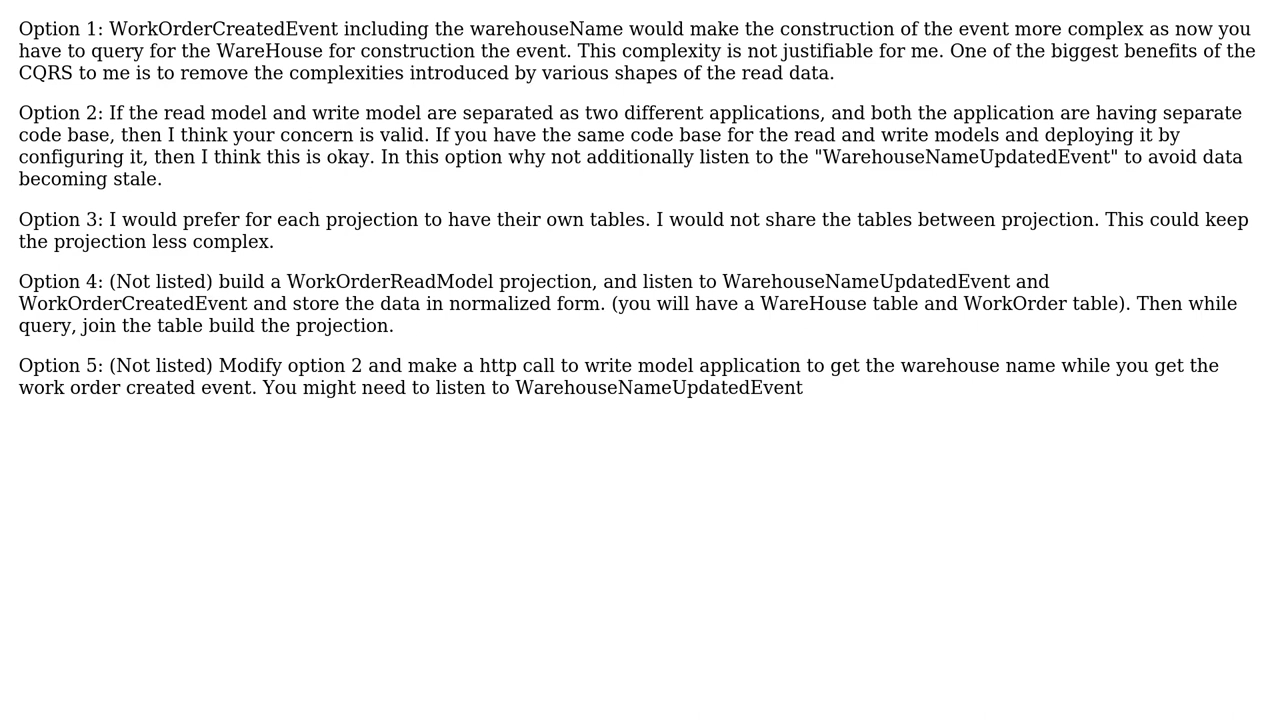 Option 1: WorkOrderCreatedEvent including the warehouseName would make the construction of the event more complex as now you
have to query for the WareHouse for construction the event. This complexity is not justifiable for me. One of the biggest benefits of the
CQRS to me is to remove the complexities introduced by various shapes of the read data.
Option 2: If the read model and write model are separated as two different applications, and both the application are having separate
code base, then I think your concern is valid. If you have the same code base for the read and write models and deploying it by
configuring it, then I think this is okay. In this option why not additionally listen to the "WarehouseNameUpdatedEvent" to avoid data
becoming stale.
Option 3: I would prefer for each projection to have their own tables. I would not share the tables between projection. This could keep
the projection less complex.
Option 4: (Not listed) build a WorkOrderReadModel projection, and listen to WarehouseNameUpdatedEvent and
WorkOrderCreatedEvent and store the data in normalized form. (you will have a WareHouse table and WorkOrder table). Then while
query, join the table build the projection.
Option 5: (Not listed) Modify option 2 and make a http call to write model application to get the warehouse name while you get the
work order created event. You might need to listen to WarehouseNameUpdatedEvent